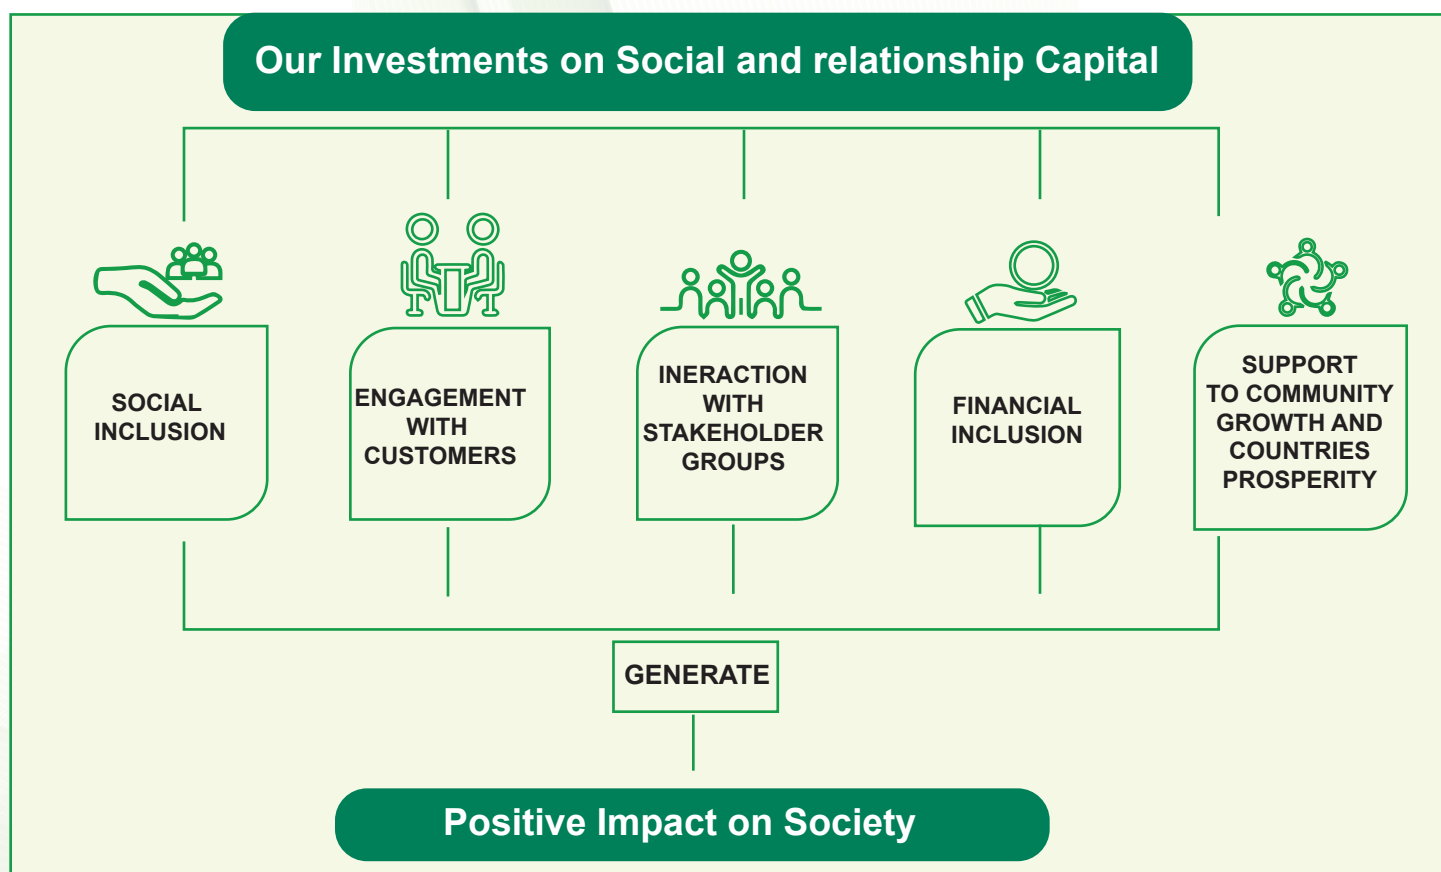 Our Investments on Social and relationship Capital
SOCIAL
INCLUSION
ENGAGEMENT
WITH
CUSTOMERS
INERACTION
WITH
STAKEHOLDER
GROUPS
FINANCIAL
INCLUSION
SUPPORT
TO COMMUNITY
GROWTH AND
COUNTRIES
PROSPERITY
GENERATE
Positive Impact on Society